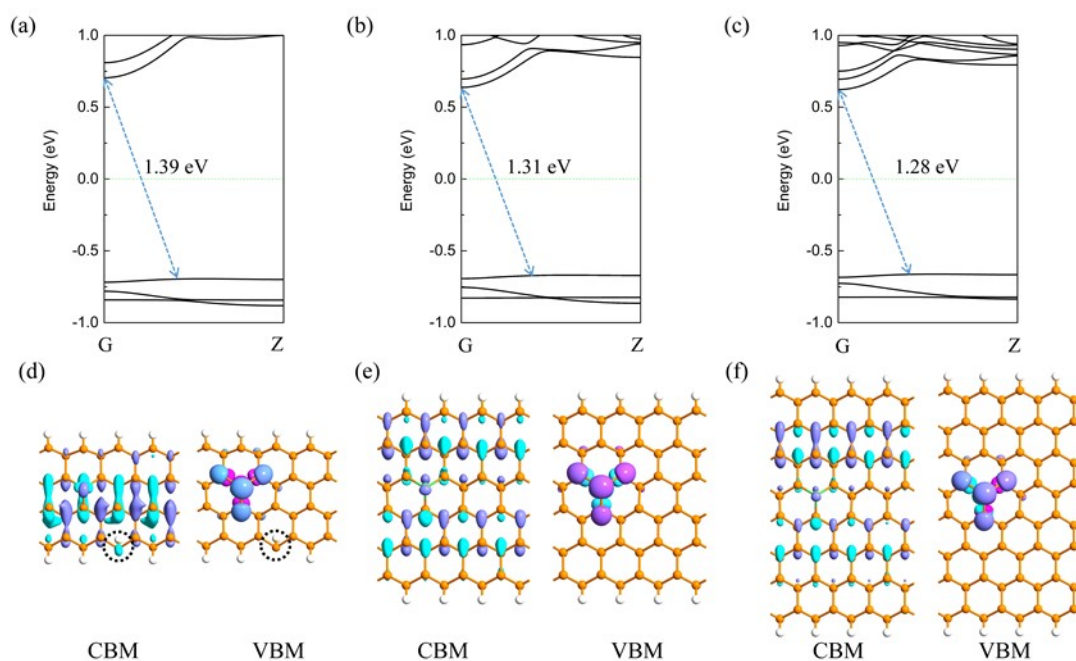 (a)
1.0
0.5
0.0
-0.5
-1.0
Energy (eV)
1.39 eV
G
Z
(b)
1.0
0.5
0.0
-0.5
-1.0
Energy (eV)
1.31 eV
G
Z
(c)
1.0
0.5
0.0
-0.5
-1.0
Energy (eV)
1.28 eV
G
Z
(d)
CBM
VBM
(e)
CBM
VBM
(f)
CBM
VBM